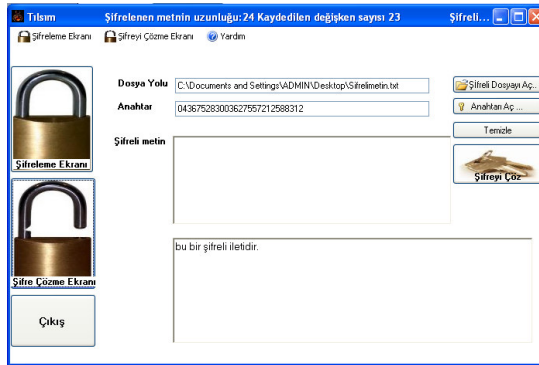 Tılsım Şifrelenen metnin uzunluğu:24 Kaydedilen değişken sayısı 23 Şifreli...
Şifreleme Ekranı Şifreyi Çözme Ekranı Yardım
Dosya Yolu C:\Documents and Settings\ADMIN\Desktop\Sifrelimetin.txt Şifreli Dosyayı Aç..
Anahtar 04367528300362755721258831​2 Anahtarı Aç ...
Temizle
Şifreli metin
Şifreleme Ekranı
Şifreyi Çöz
bu bir şifreli iletidir.
Şifre Çözme Ekranı
Çıkış